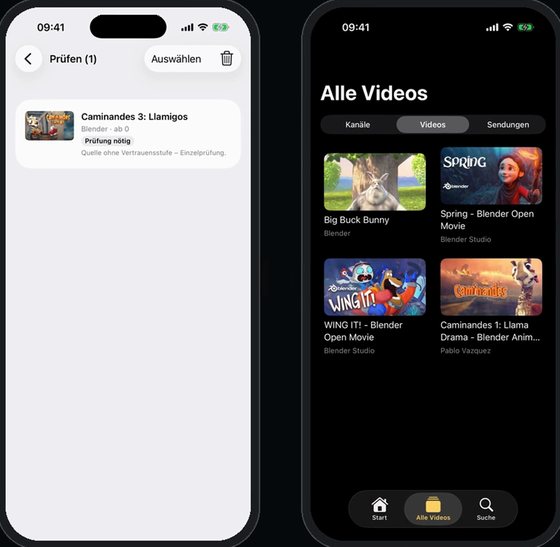 09:41
Prüfen (1)
Auswählen
Caminandes 3: Llamigos
Blender · ab 0
Prüfung nötig
Quelle ohne Vertrauensstufe – Einzelprüfung.
09:41
Alle Videos
Kanäle
Videos
Sendungen
Big Buck Bunny
Blender
SPRING
blender
Spring - Blender Open
Movie
Blender Studio
blender
WING IT!
WING IT! - Blender
Open Movie
Blender Studio
Caminandes
Caminandes 1: Llama
Drama - Blender Anim...
Pablo Vazquez
Start
Alle Videos
Suche